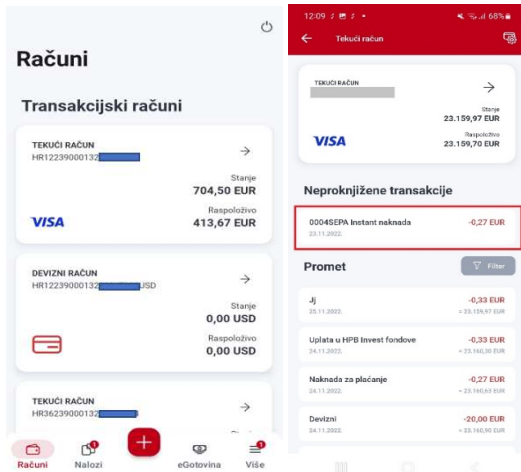 Računi
Transakcijski računi
TEKUĆI RAČUN
HR12239000132
Stanje
704,50 EUR
VISA
Raspoloživo
413,67 EUR
DEVIZNI RAČUN
HR12239000132 USD
Stanje
0,00 USD
Raspoloživo
0,00 USD
TEKUĆI RAČUN
HR36239000132
Računi
Nalozi
eGotovina
Više
12:09
68%
Tekući račun
TEKUĆI RAČUN
Stanje
23.159,97 EUR
VISA
Raspoloživo
23.159,70 EUR
Neproknjižene transakcije
0004SEPA Instant naknada -0,27 EUR
23.11.2022.
Promet
Filter
Jj -0,33 EUR
25.11.2022. = 23.159,97 EUR
Uplata u HPB Invest fondove -0,33 EUR
24.11.2022. = 23.160,30 EUR
Naknada za plaćanje -0,27 EUR
24.11.2022. = 23.160,63 EUR
Devizni -20,00 EUR
24.11.2022. = 23.160,90 EUR